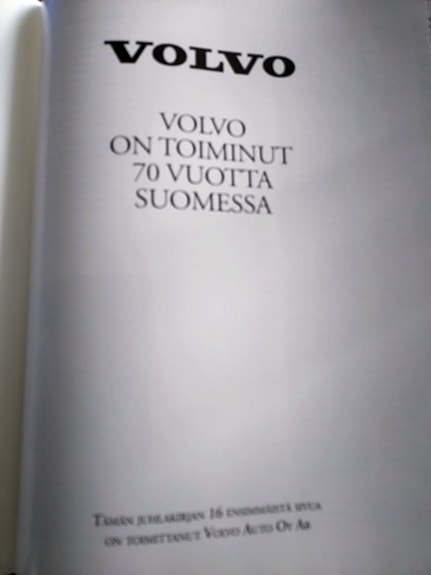 VOLVO
VOLVO
ON TOIMINUT
70 VUOTTA
SUOMESSA
TÄMÄN JUHLAKIRJAN 16 ENSIMMÄISTÄ SIVUA
ON TOIMITTANUT VOLVO AUTO OY AB